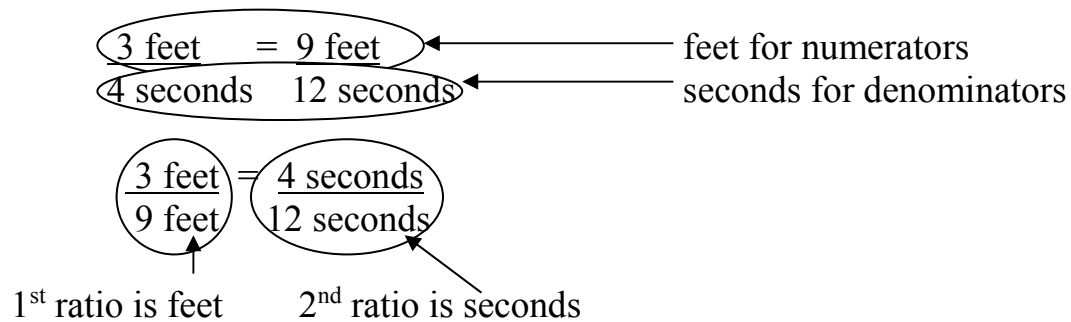 3 feet = 9 feet feet for numerators
4 seconds 12 seconds seconds for denominators
3 feet = 4 seconds
9 feet 12 seconds
1st ratio is feet 2nd ratio is seconds